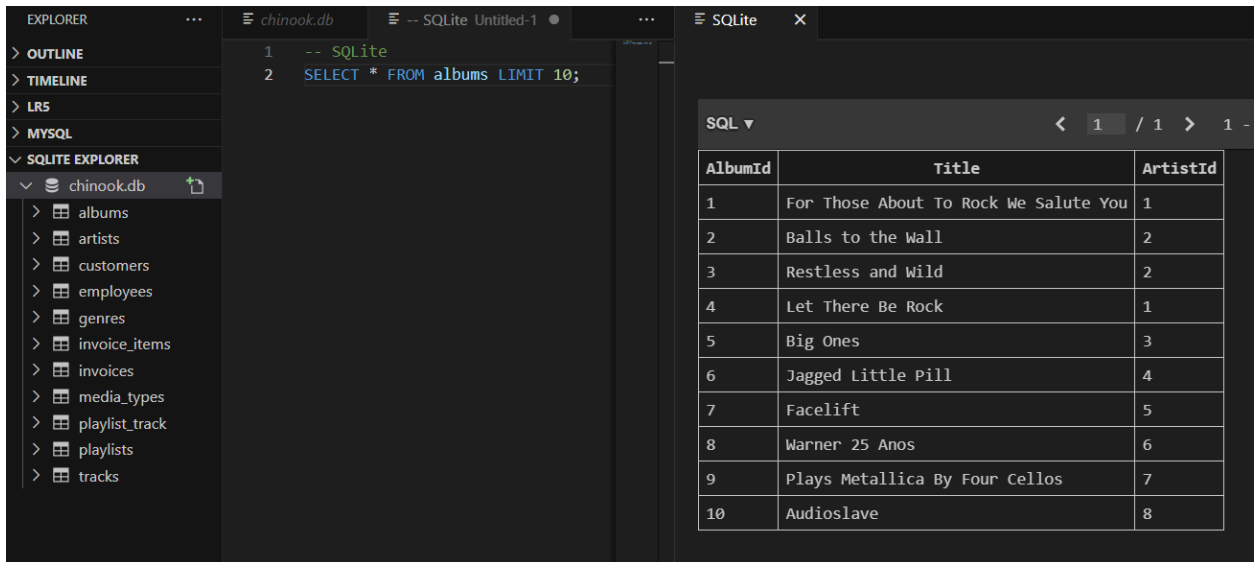 EXPLORER ...
OUTLINE
TIMELINE
LR5
MYSQL
SQLITE EXPLORER
chinook.db
albums
artists
customers
employees
genres
invoice_items
invoices
media_types
playlist_track
playlists
tracks
chinook.db -- SQLite Untitled-1 ...
1 -- SQLite
2 SELECT * FROM albums LIMIT 10;
SQLite
SQL 1 / 1 1 -
AlbumId Title ArtistId
1 For Those About To Rock We Salute You 1
2 Balls to the Wall 2
3 Restless and Wild 2
4 Let There Be Rock 1
5 Big Ones 3
6 Jagged Little Pill 4
7 Facelift 5
8 Warner 25 Anos 6
9 Plays Metallica By Four Cellos 7
10 Audioslave 8